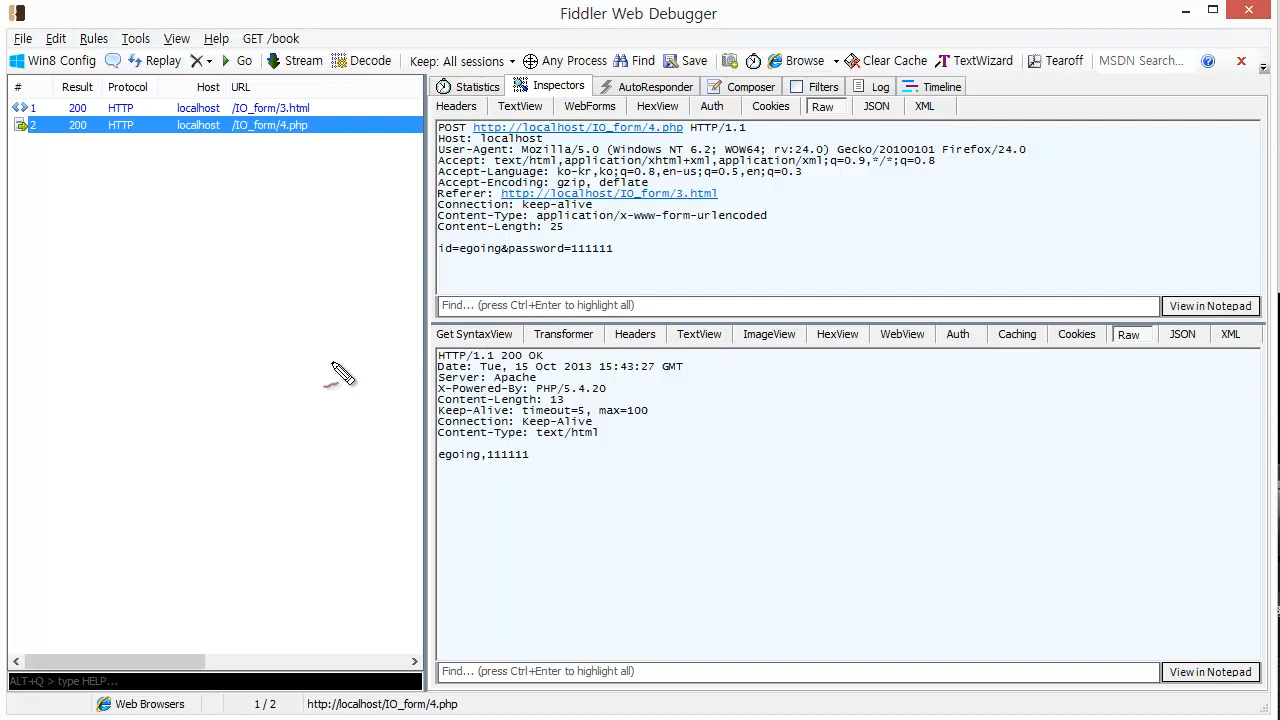 Fiddler Web Debugger
File Edit Rules Tools View Help GET /book
Win8 Config Replay Go Stream Decode Keep: All sessions Any Process Find Save Browse Clear Cache TextWizard Tearoff MSDN Search...
# Result Protocol Host URL
1 200 HTTP localhost /IO_form/3.html
2 200 HTTP localhost /IO_form/4.php
Statistics Inspectors AutoResponder Composer Filters Log Timeline
Headers TextView WebForms HexView Auth Cookies Raw JSON XML
POST http://localhost/IO_form/4.php HTTP/1.1
Host: localhost
User-Agent: Mozilla/5.0 (Windows NT 6.2; WOW64; rv:24.0) Gecko/20100101 Firefox/24.0
Accept: text/html,application/xhtml+xml,application/xml;q=0.9,*/*;q=0.8
Accept-Language: ko-kr,ko;q=0.8,en-us;q=0.5,en;q=0.3
Accept-Encoding: gzip, deflate
Referer: http://localhost/IO_form/3.html
Connection: keep-alive
Content-Type: application/x-www-form-urlencoded
Content-Length: 25
id=egoing&password=111111
Find... (press Ctrl+Enter to highlight all) View in Notepad
Get SyntaxView Transformer Headers TextView ImageView HexView WebView Auth Caching Cookies Raw JSON XML
HTTP/1.1 200 OK
Date: Tue, 15 Oct 2013 15:43:27 GMT
Server: Apache
X-Powered-By: PHP/5.4.20
Content-Length: 13
Keep-Alive: timeout=5, max=100
Connection: Keep-Alive
Content-Type: text/html
egoing,111111
Find... (press Ctrl+Enter to highlight all) View in Notepad
ALT+Q > type HELP...
Web Browsers 1 / 2 http://localhost/IO_form/4.php